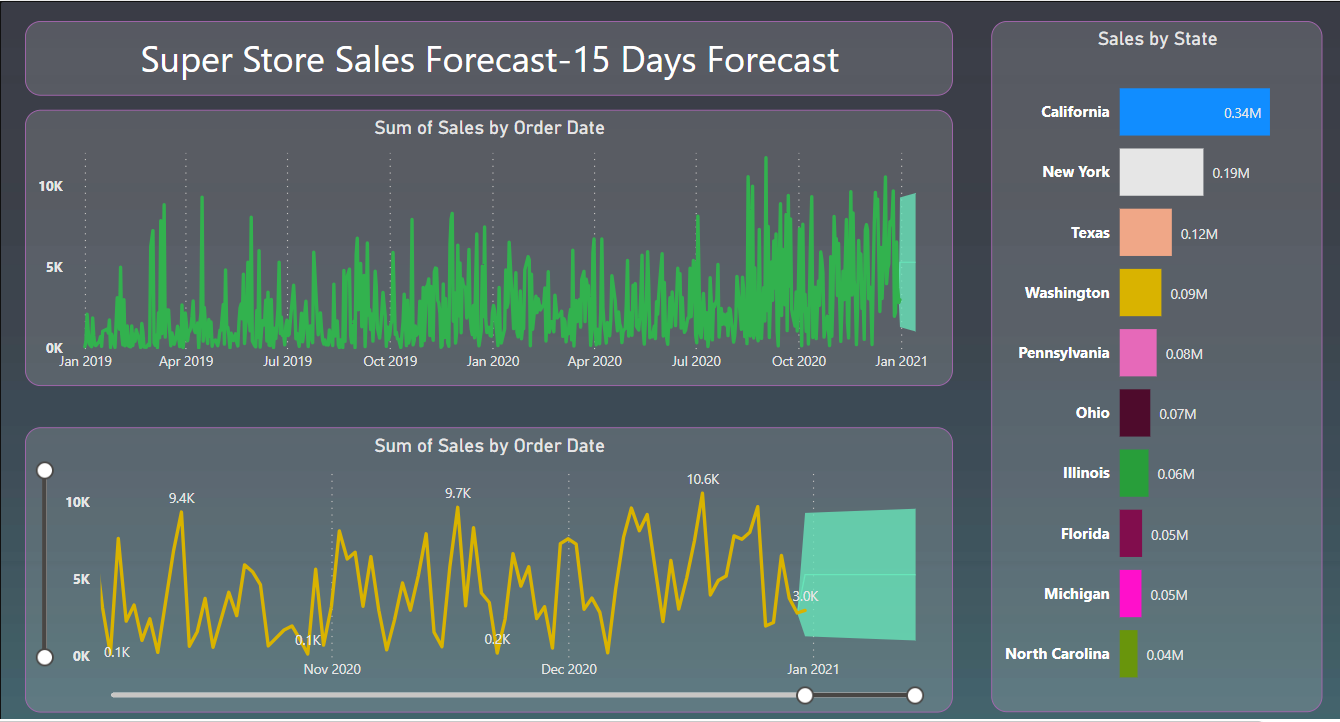 Super Store Sales Forecast-15 Days Forecast
Sum of Sales by Order Date
10K
5K
0K
Jan 2019 Apr 2019 Jul 2019 Oct 2019 Jan 2020 Apr 2020 Jul 2020 Oct 2020 Jan 2021
Sum of Sales by Order Date
10.6K
9.7K
9.4K
10K
5K
3.0K
0.1K
0.2K
0.1K
0K
Nov 2020 Dec 2020 Jan 2021
Sales by State
California 0.34M
New York 0.19M
Texas 0.12M
Washington 0.09M
Pennsylvania 0.08M
Ohio 0.07M
Illinois 0.06M
Florida 0.05M
Michigan 0.05M
North Carolina 0.04M